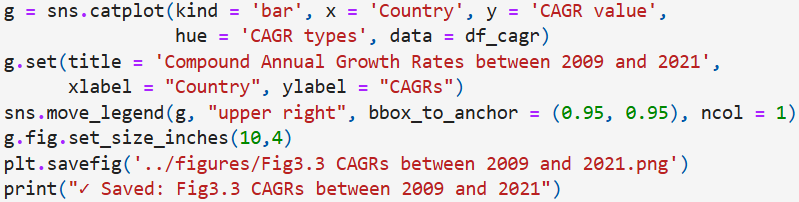 g = sns.catplot(kind = 'bar', x = 'Country', y = 'CAGR value',
                hue = 'CAGR types', data = df_cagr)
g.set(title = 'Compound Annual Growth Rates between 2009 and 2021',
      xlabel = "Country", ylabel = "CAGRs")
sns.move_legend(g, "upper right", bbox_to_anchor = (0.95, 0.95), ncol = 1)
g.fig.set_size_inches(10,4)
plt.savefig('../figures/Fig3.3 CAGRs between 2009 and 2021.png')
print("✓ Saved: Fig3.3 CAGRs between 2009 and 2021")